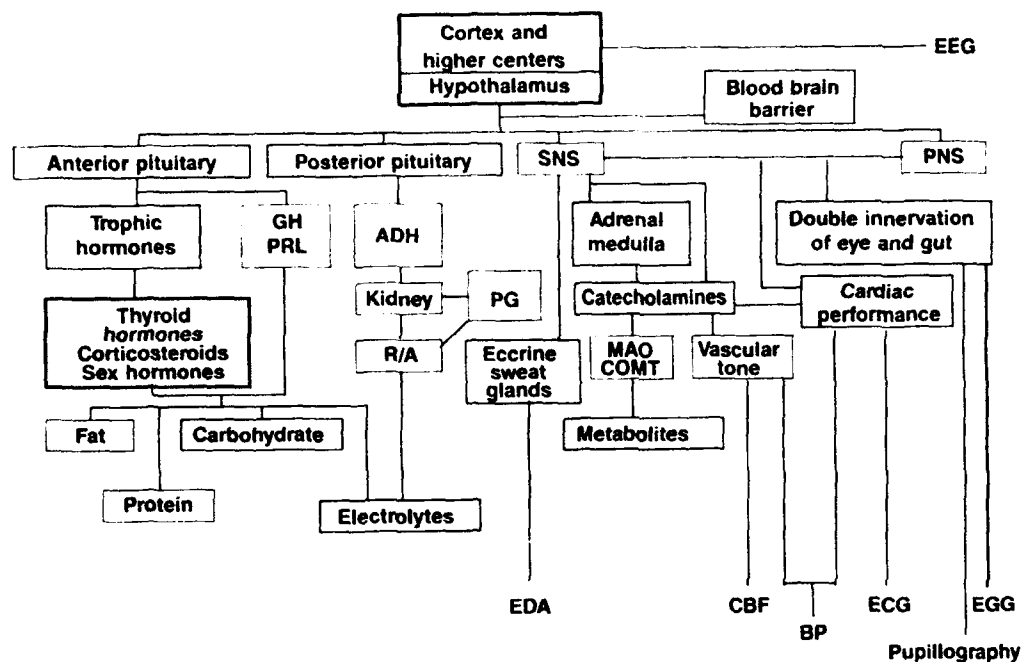 Cortex and
higher centers
Hypothalamus
EEG
Blood brain
barrier
Anterior pituitary
Posterior pituitary
SNS
PNS
Trophic
hormones
GH
PRL
ADH
Adrenal
medulla
Double innervation
of eye and gut
Kidney
PG
Catecholamines
Cardiac
performance
Thyroid
hormones
Corticosteroids
Sex hormones
R/A
Eccrine
sweat
glands
MAO
COMT
Vascular
tone
Fat
Carbohydrate
Metabolites
Protein
Electrolytes
EDA
CBF
BP
ECG
EGG
Pupillography